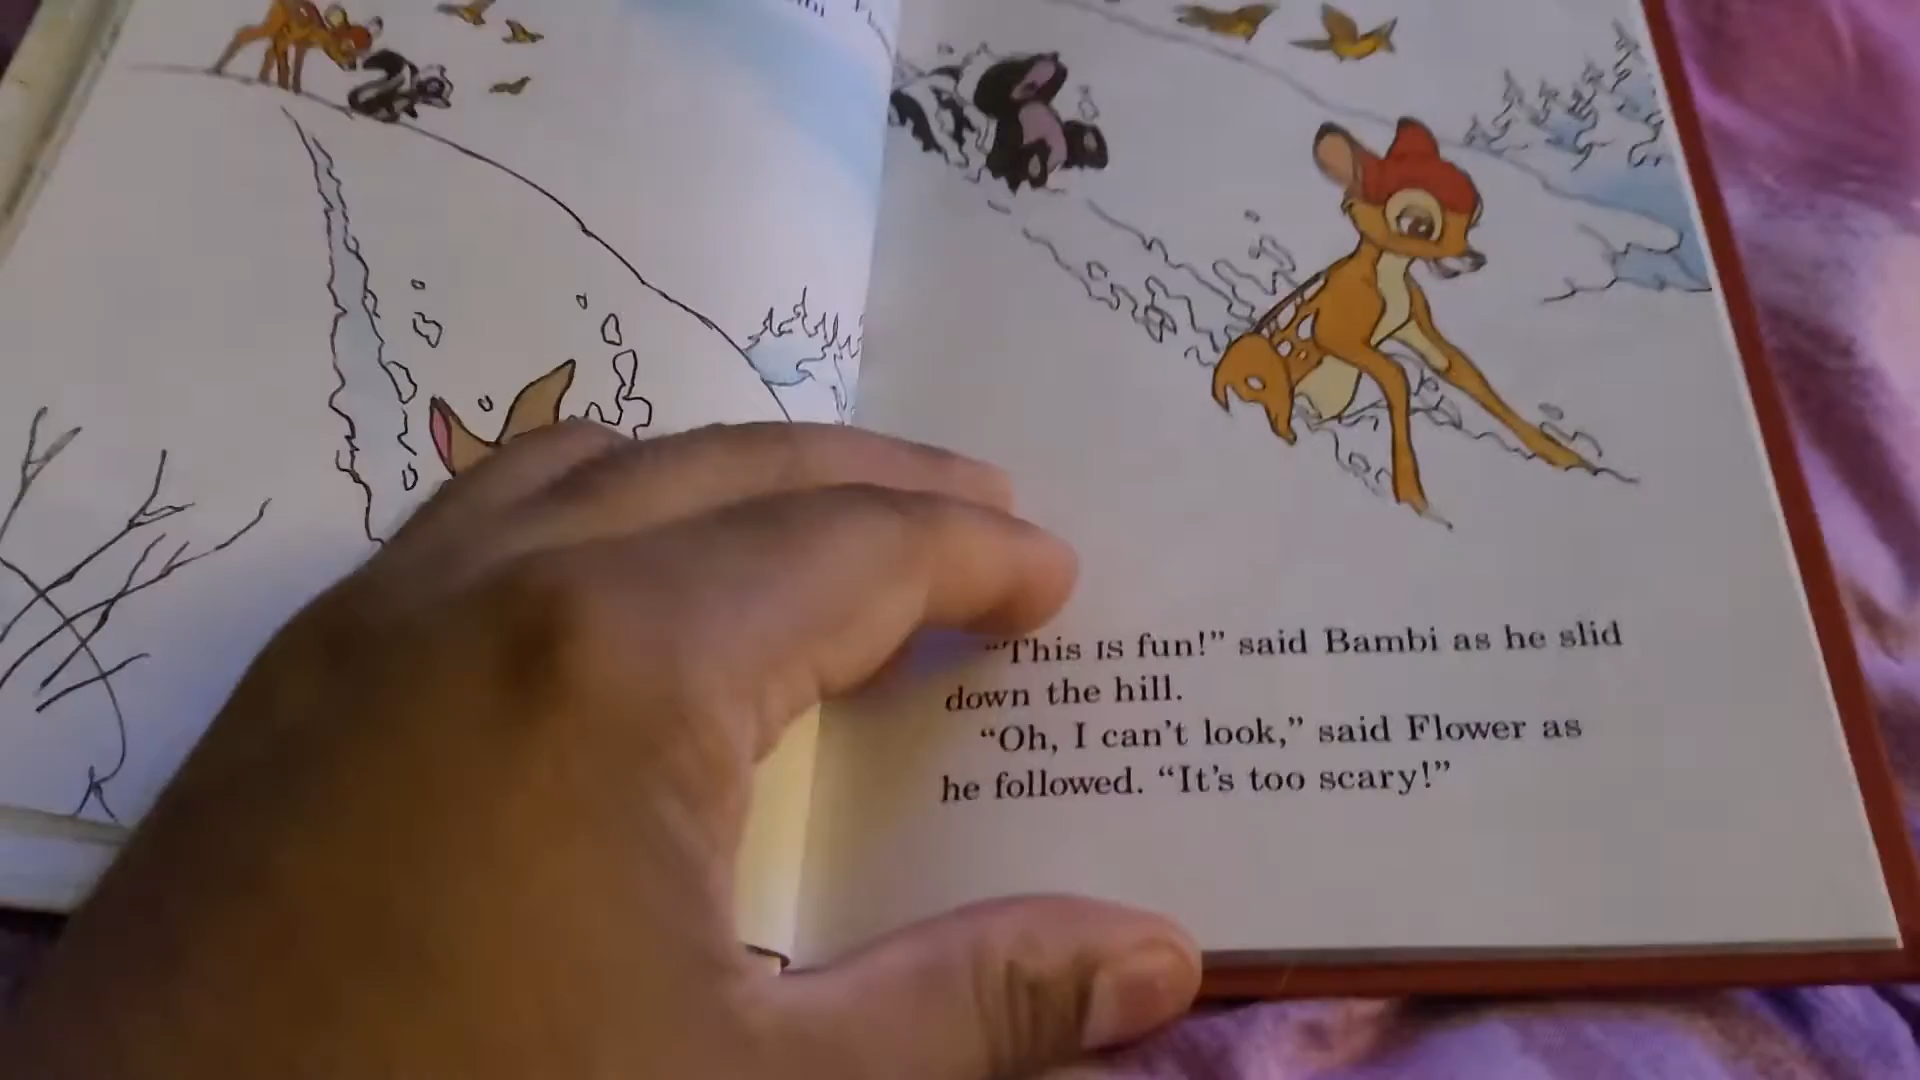 "This is fun!" said Bambi as he slid
down the hill.
"Oh, I can't look," said Flower as
he followed. "It's too scary!"